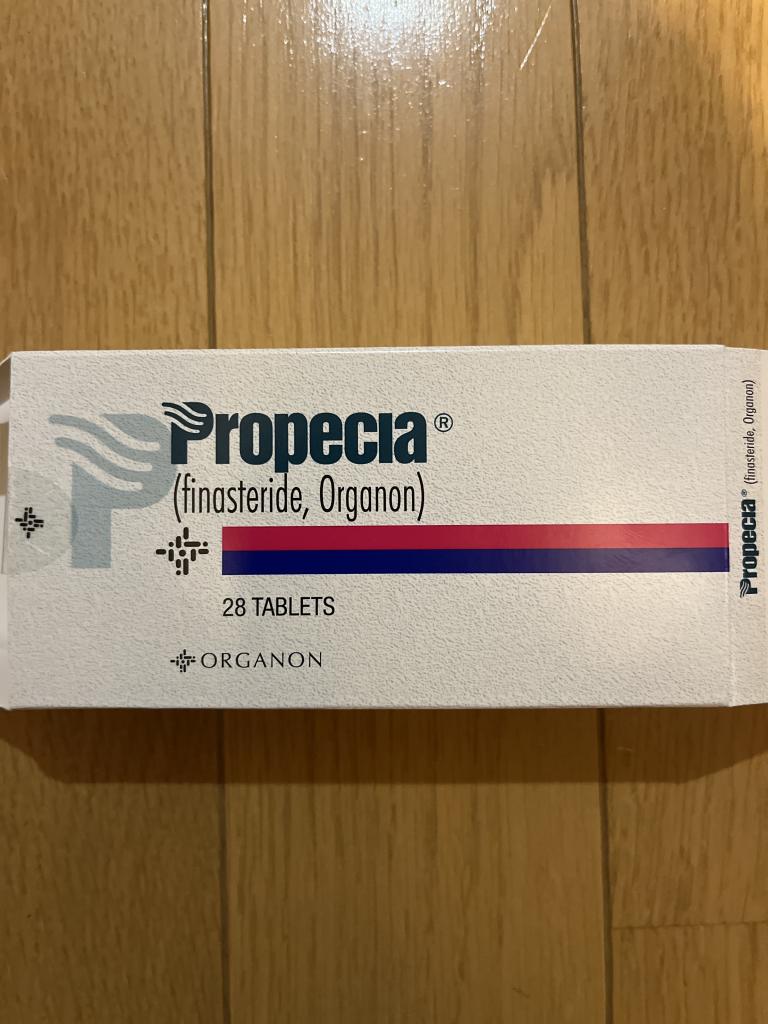 Propecia®
(finasteride, Organon)
28 TABLETS
ORGANON
Propecia® (finasteride, Organon)